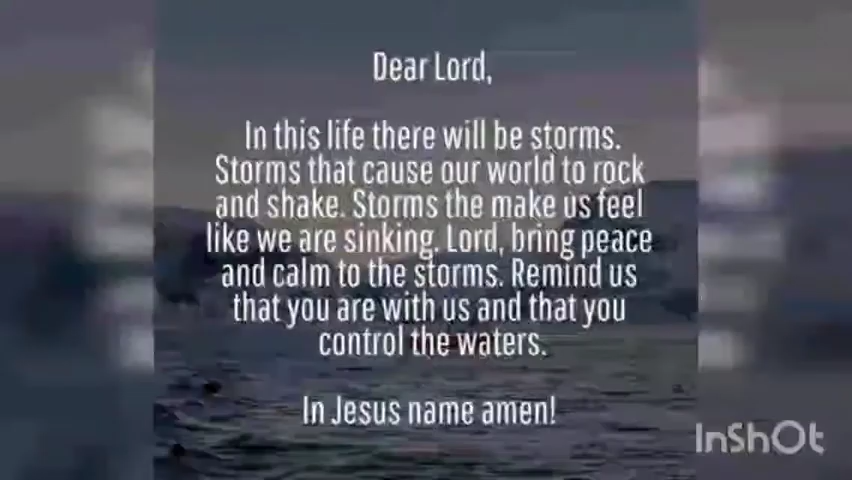 Dear Lord,
In this life there will be storms.
Storms that cause our world to rock
and shake. Storms the make us feel
like we are sinking. Lord, bring peace
and calm to the storms. Remind us
that you are with us and that you
control the waters.
In Jesus name amen!
InShOt